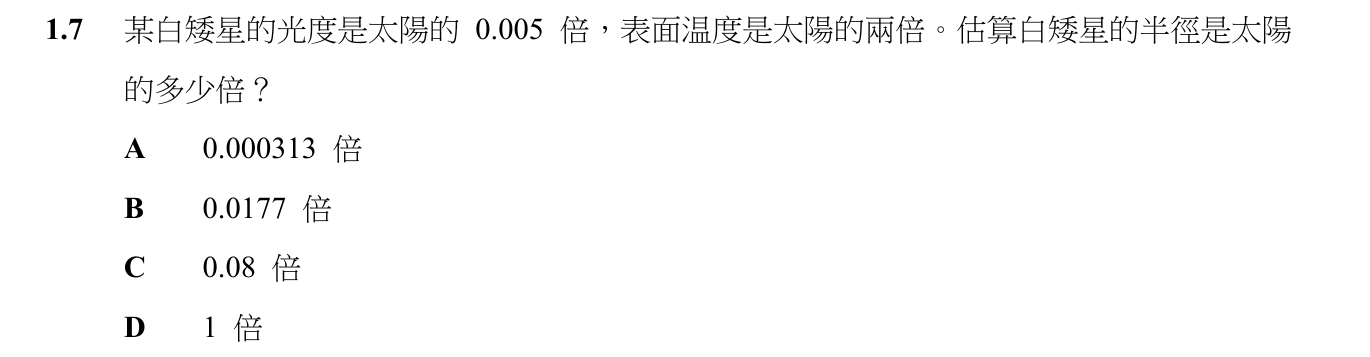 1.7 某白矮星的光度是太陽的 0.005 倍，表面温度是太陽的兩倍。估算白矮星的半徑是太陽
的多少倍？
A 0.000313 倍
B 0.0177 倍
C 0.08 倍
D 1 倍